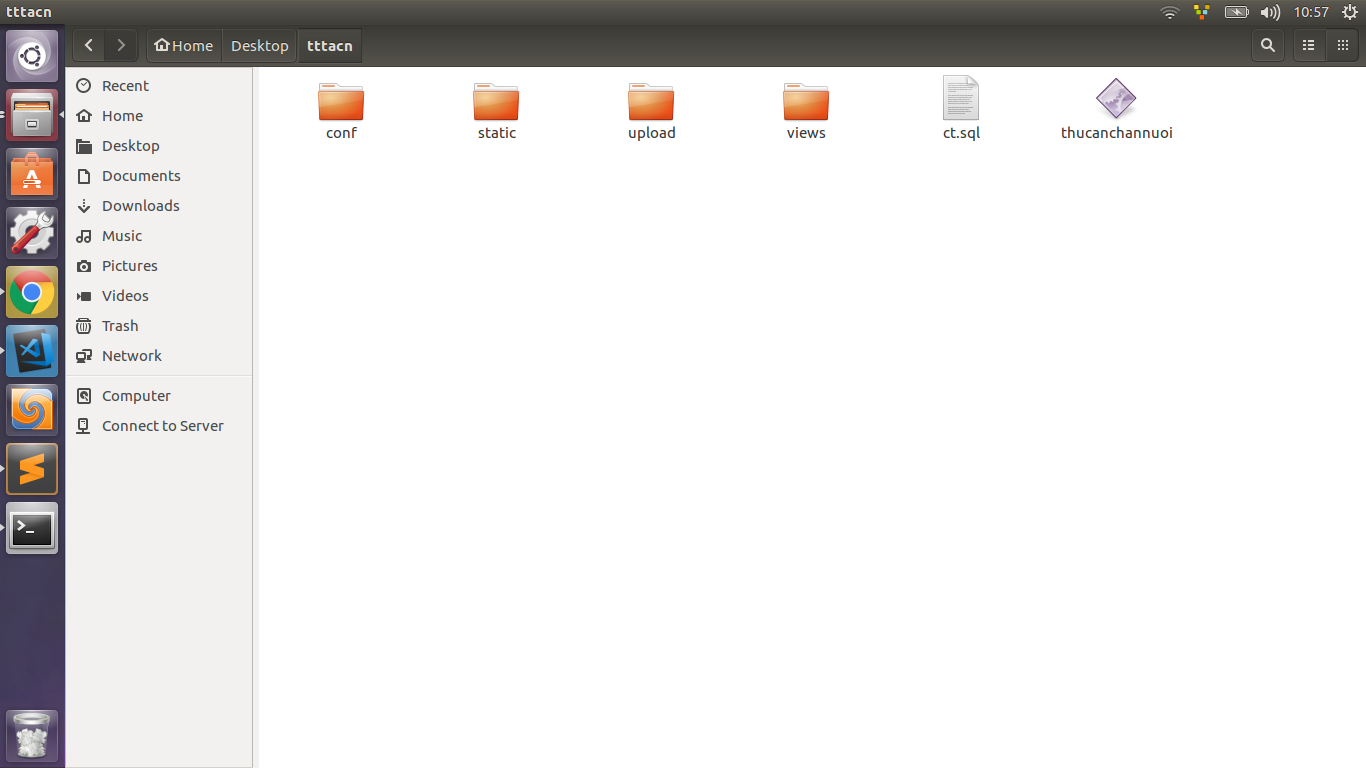 tttacn
10:57
Home
Desktop
tttacn
Recent
Home
Desktop
Documents
Downloads
Music
Pictures
Videos
Trash
Network
Computer
Connect to Server
conf
static
upload
views
ct.sql
thucanchannuoi